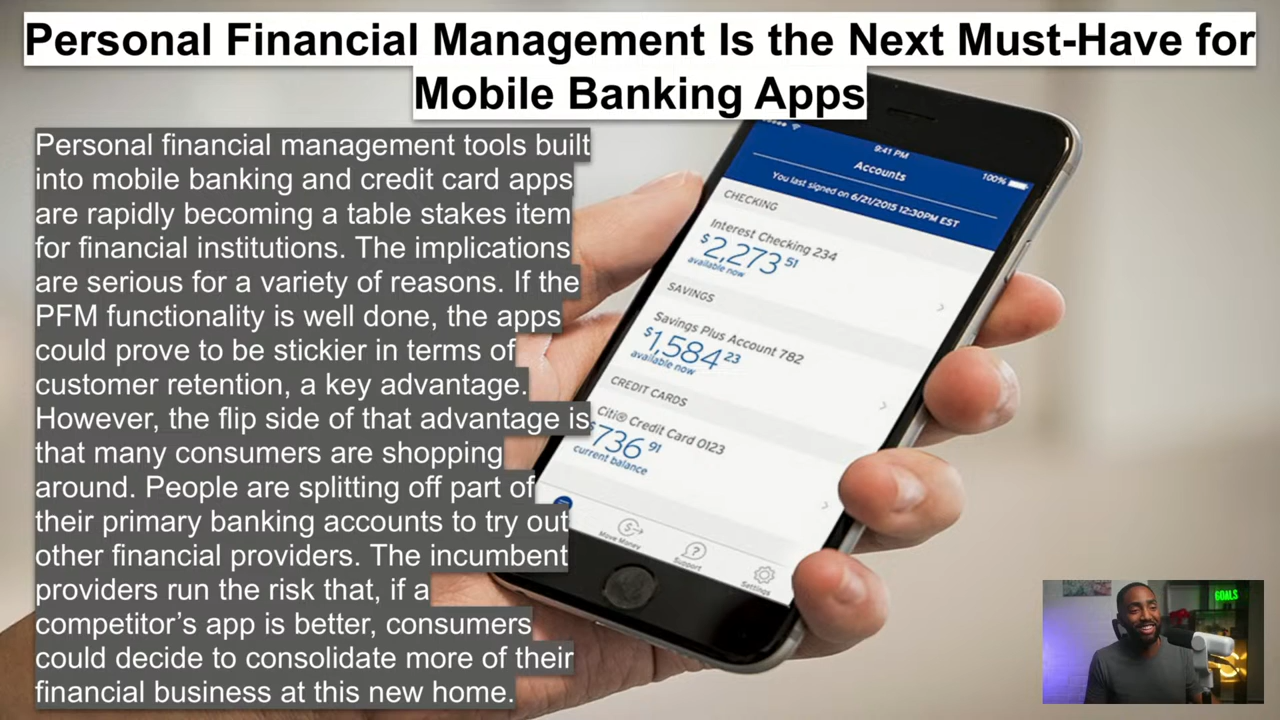 Personal Financial Management Is the Next Must-Have for
Mobile Banking Apps
Personal financial management tools built
into mobile banking and credit card apps
are rapidly becoming a table stakes item
for financial institutions. The implications
are serious for a variety of reasons. If the
PFM functionality is well done, the apps
could prove to be stickier in terms of
customer retention, a key advantage.
However, the flip side of that advantage is
that many consumers are shopping
around. People are splitting off part of
their primary banking accounts to try out
other financial providers. The incumbent
providers run the risk that, if a
competitor’s app is better, consumers
could decide to consolidate more of their
financial business at this new home.
9:41 PM
100%
Accounts
You last signed on 6/21/2015 12:30PM EST
CHECKING
Interest Checking 234
$2,273 51
available now
SAVINGS
Savings Plus Account 782
$1,584 23
available now
CREDIT CARDS
Citi® Credit Card 0123
$736 91
current balance
Move Money
Support
Settings
GOALS